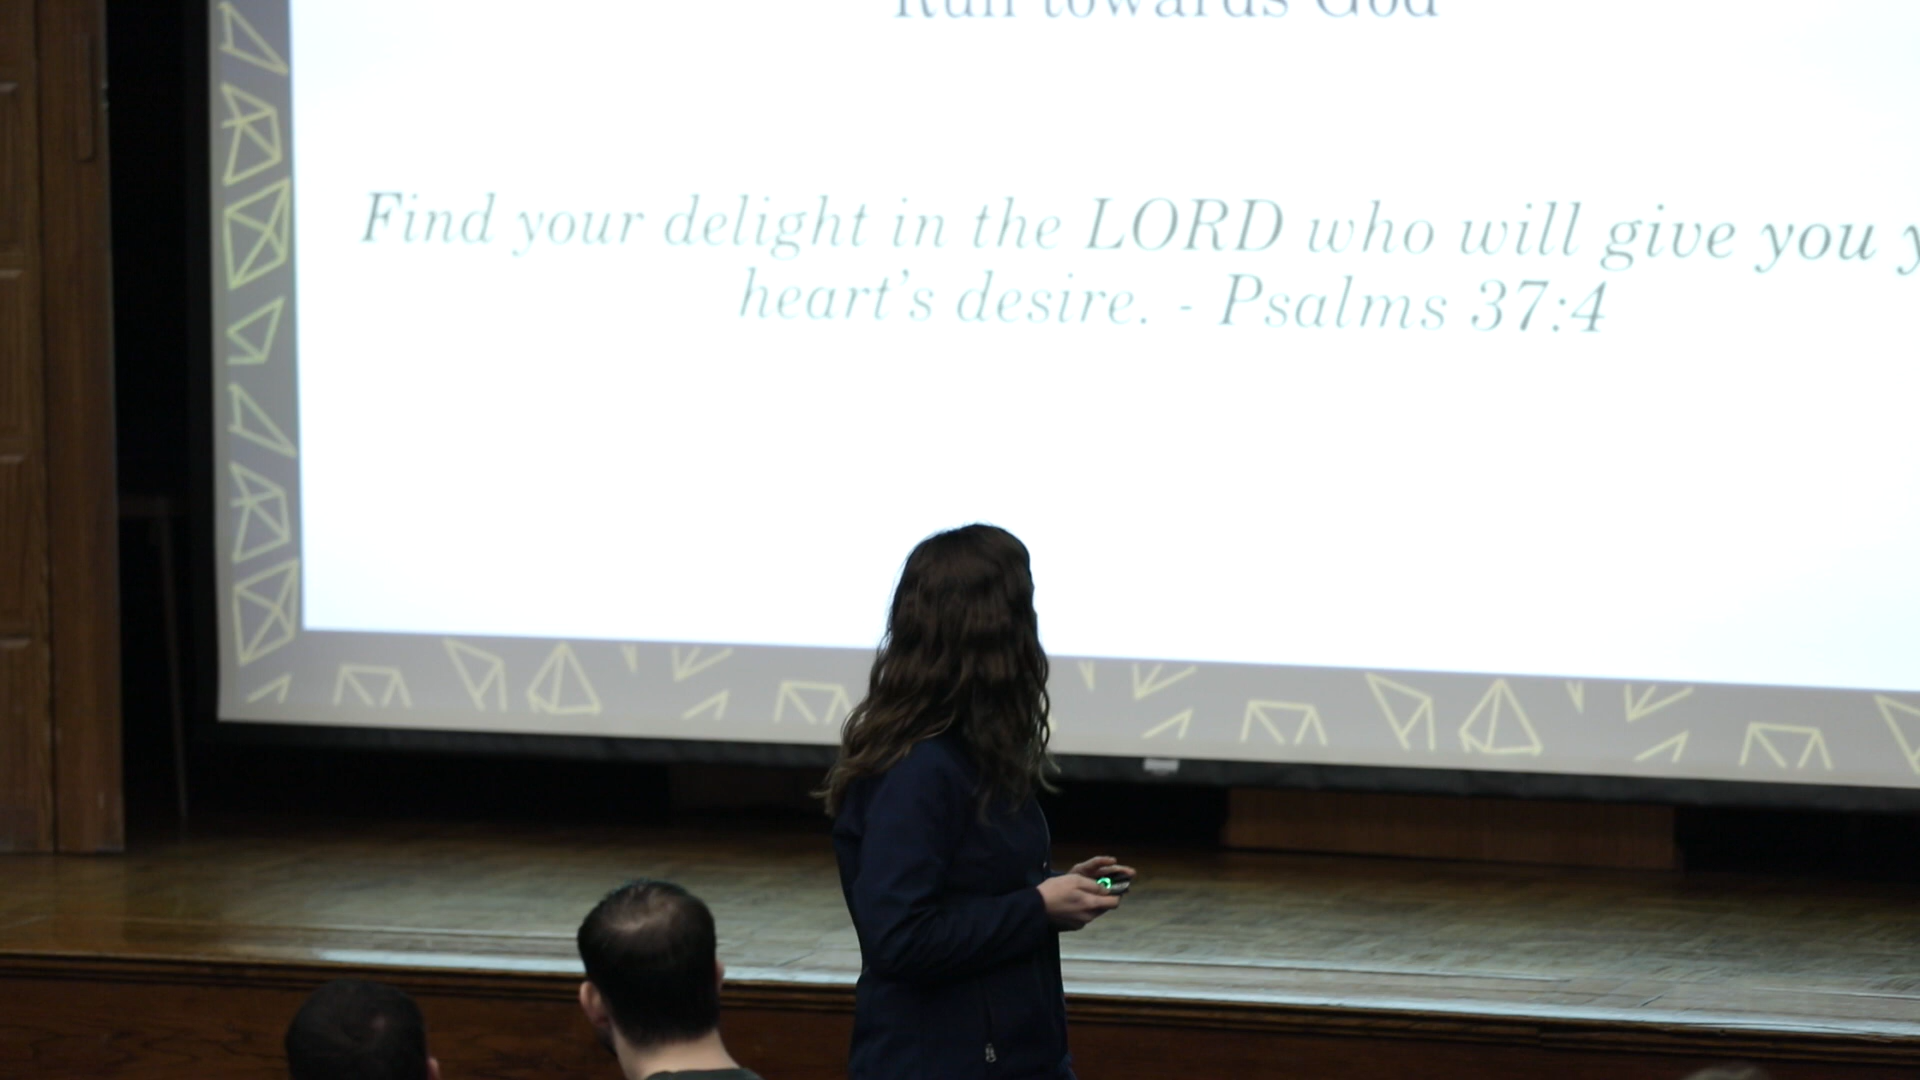 Run towards God
Find your delight in the LORD who will give you
heart's desire. - Psalms 37:4